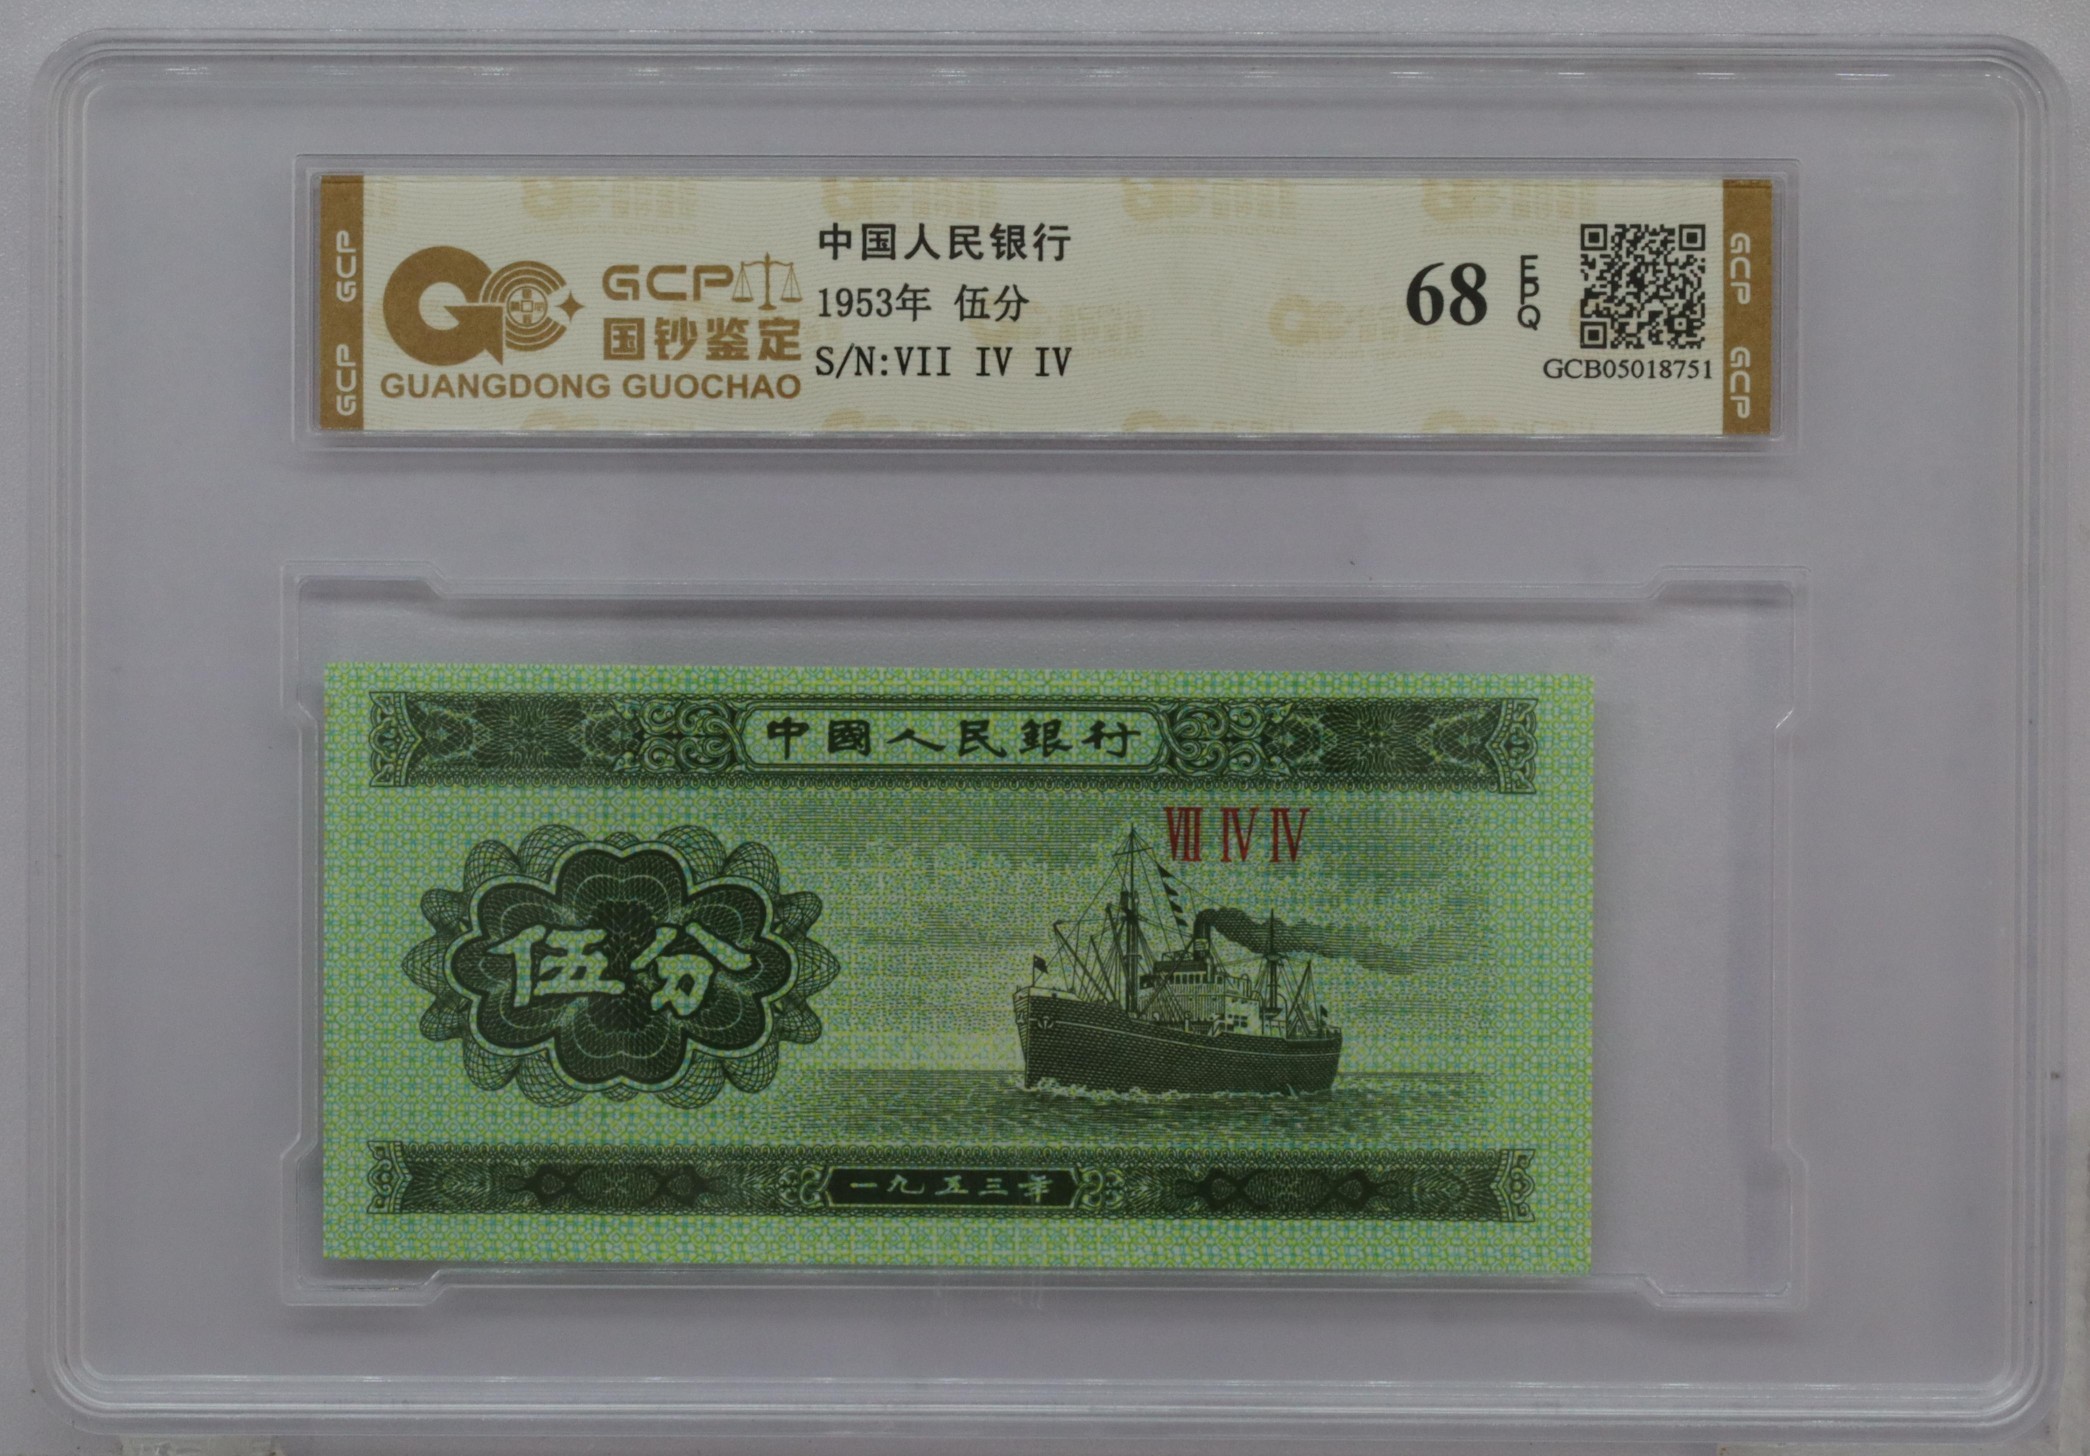 GCP GCP
GCP
国钞鉴定
GUANGDONG GUOCHAO
中国人民银行
1953年 伍分
S/N:VII IV IV
68 EPQ
GCB05018751
GCP GCP
中國人民銀行
VIII IV IV
伍分
一九五三年